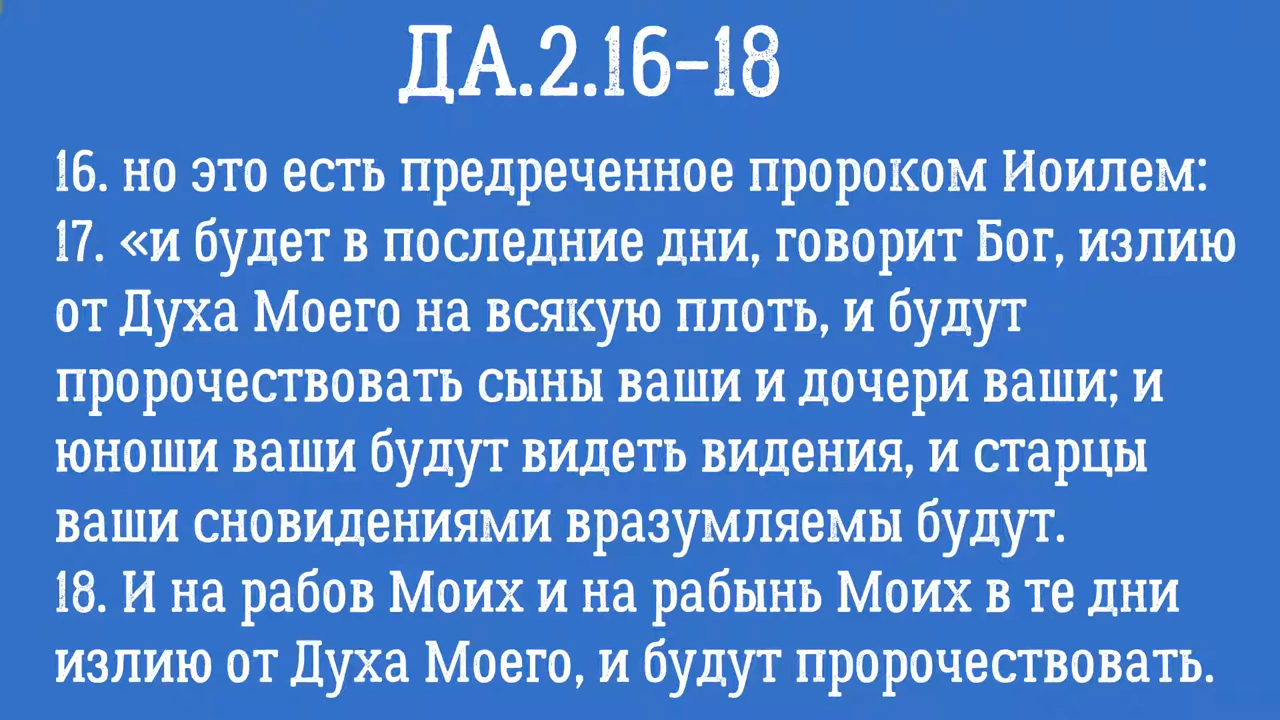 ДА.2.16-18
16. но это есть предреченное пророком Иоилем:
17. «и будет в последние дни, говорит Бог, излию
от Духа Моего на всякую плоть, и будут
пророчествовать сыны ваши и дочери ваши; и
юноши ваши будут видеть видения, и старцы
ваши сновидениями вразумляемы будут.
18. И на рабов Моих и на рабынь Моих в те дни
излию от Духа Моего, и будут пророчествовать.